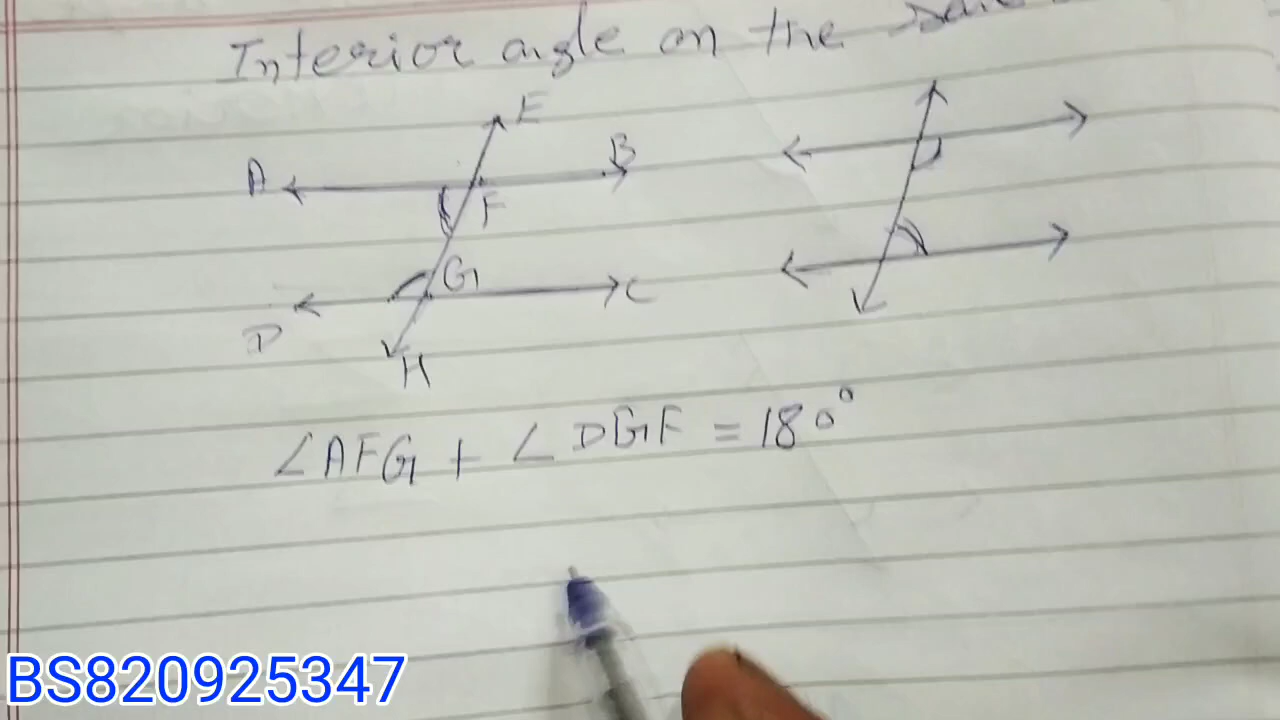 Interior angle on the
E
A B
F
G
D C
H
∠AFG + ∠DGF = 180°
BS820925347